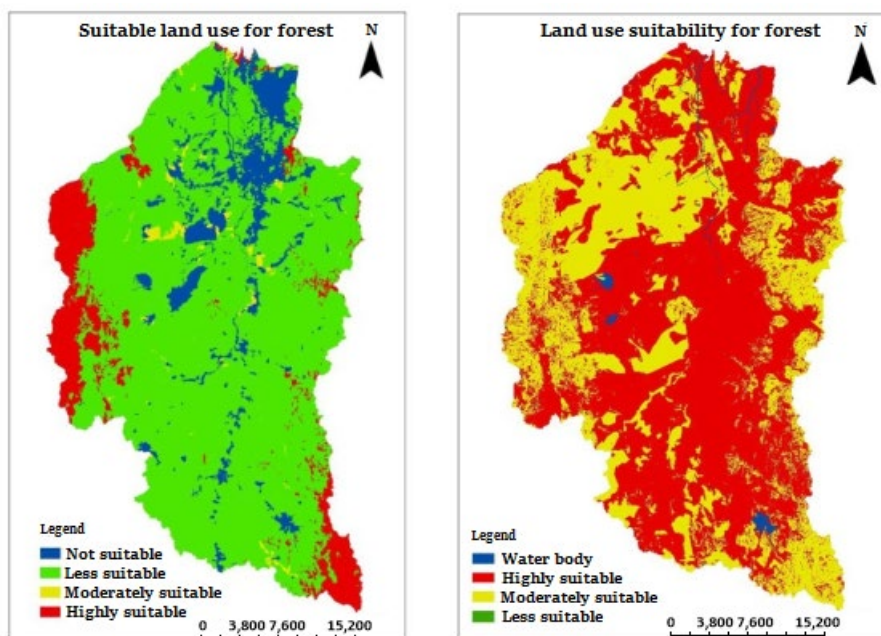 Suitable land use for forest
N
Legend
Not suitable
Less suitable
Moderately suitable
Highly suitable
0 3,800 7,600 15,200
Land use suitability for forest
N
Legend
Water body
Highly suitable
Moderately suitable
Less suitable
0 3,800 7,600 15,200